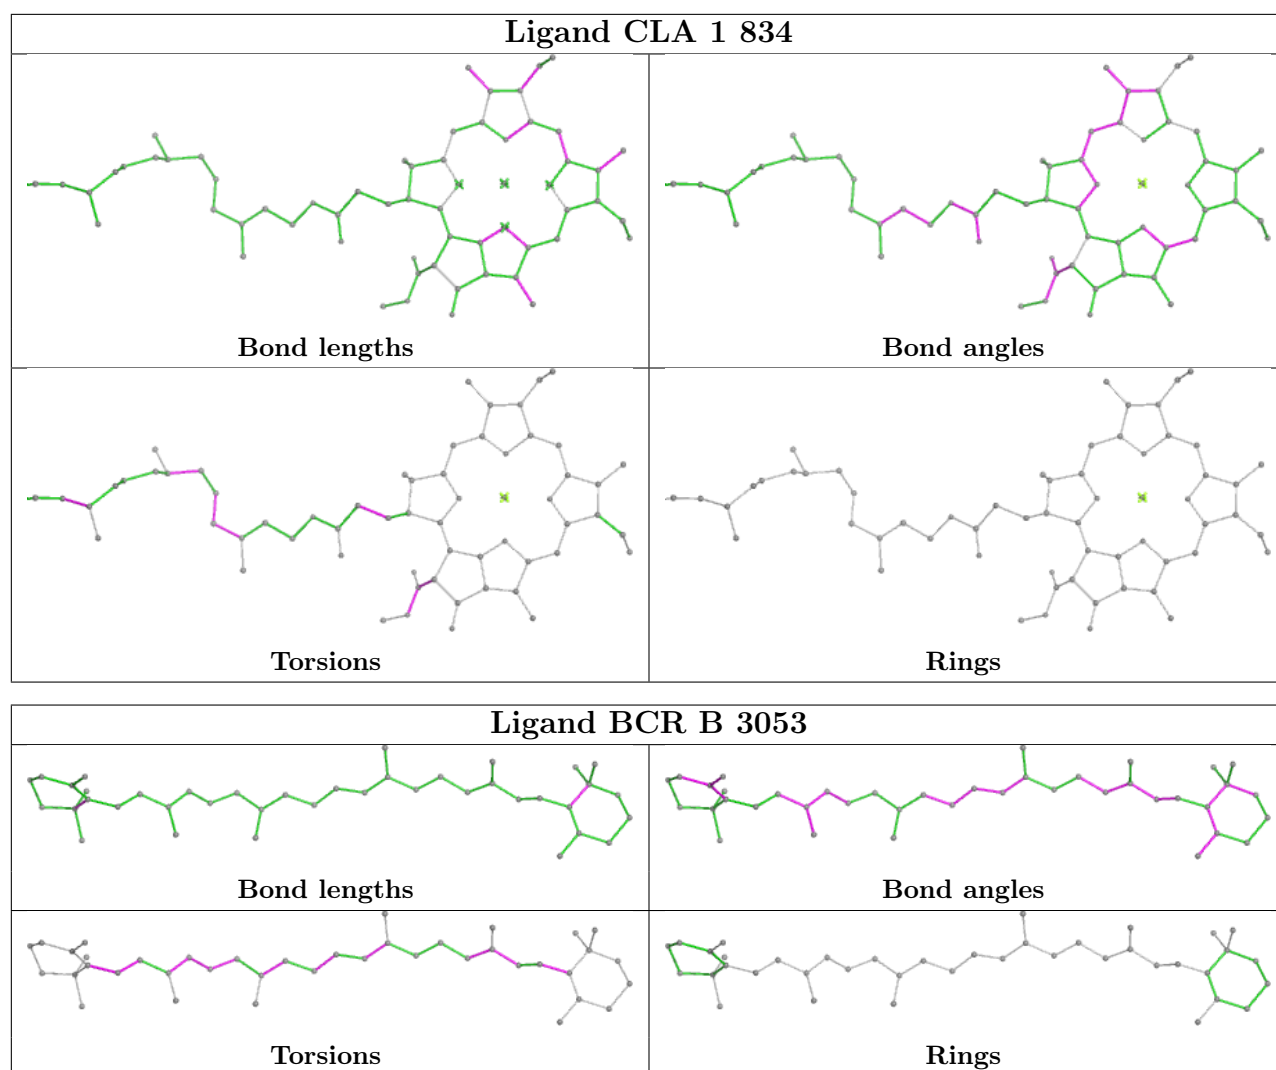 Ligand CLA 1 834
Bond lengths
Bond angles
Torsions
Rings
Ligand BCR B 3053
Bond lengths
Bond angles
Torsions
Rings